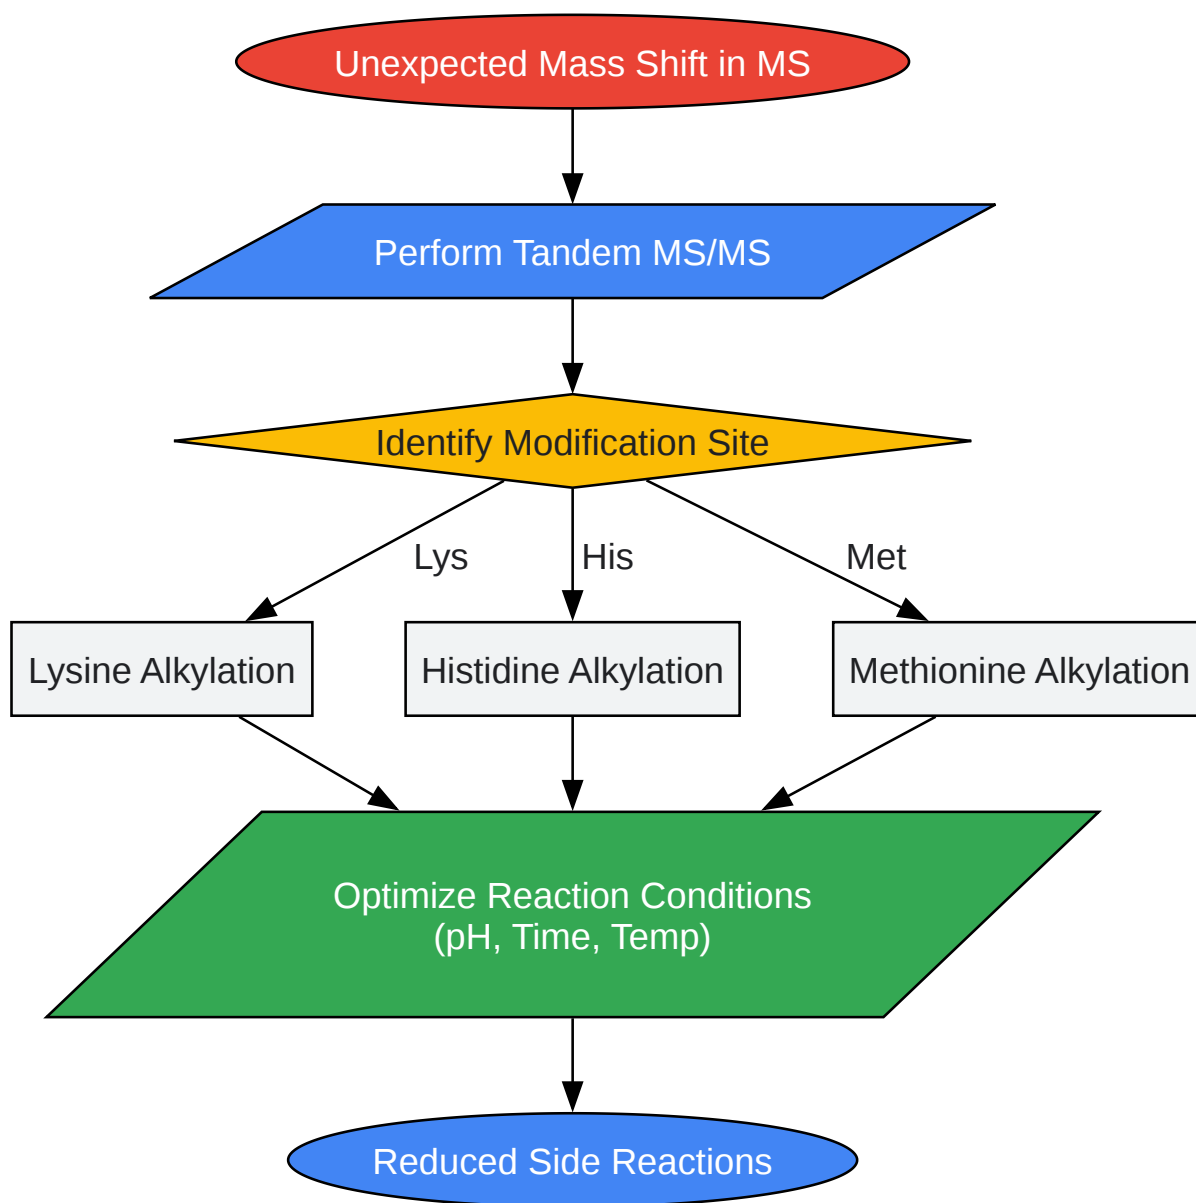 Unexpected Mass Shift in MS
Perform Tandem MS/MS
Identify Modification Site
Lys
His
Met
Lysine Alkylation
Histidine Alkylation
Methionine Alkylation
Optimize Reaction Conditions
(pH, Time, Temp)
Reduced Side Reactions